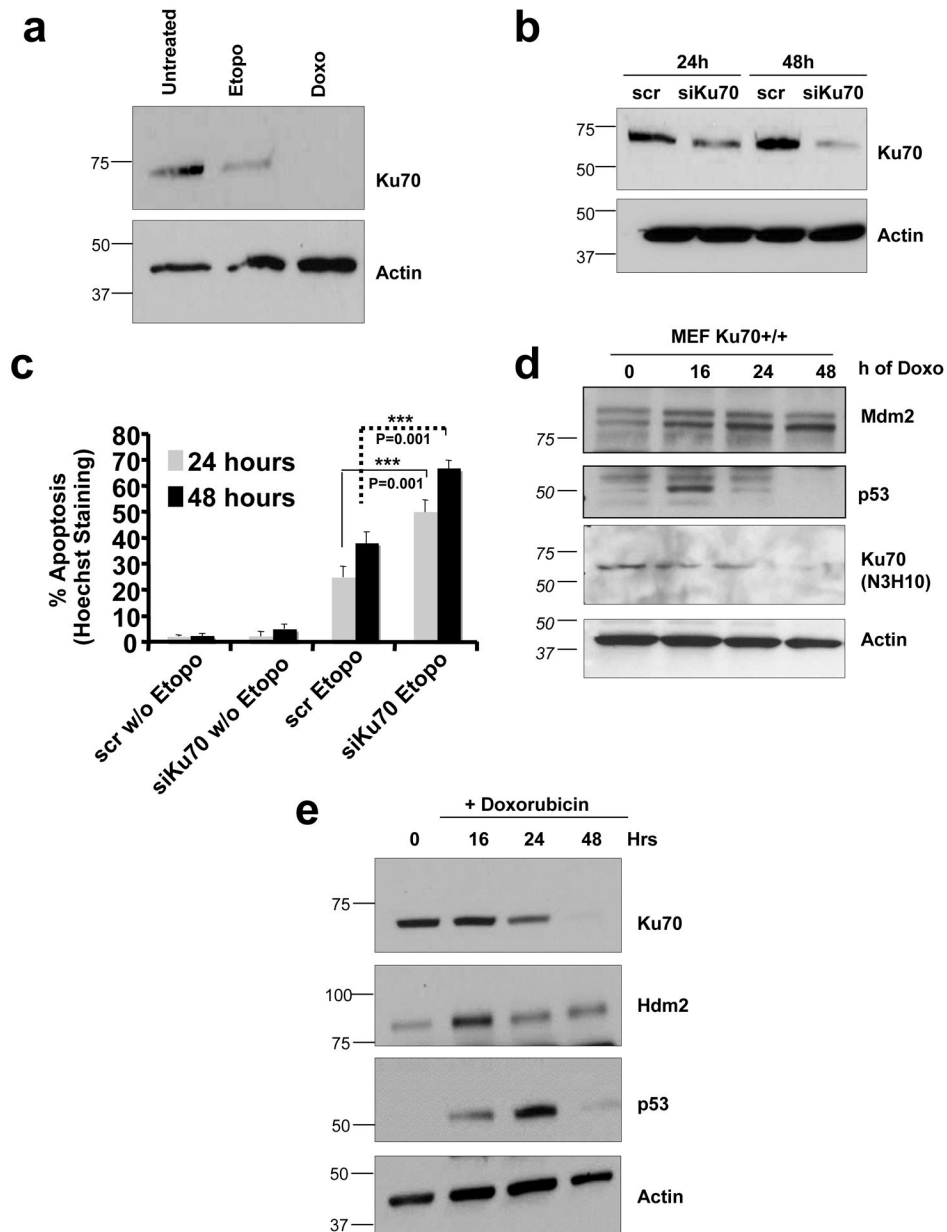 a
Untreated
Etopo
Doxo
75
Ku70
50
Actin
37
b
24h 48h
scr siKu70 scr siKu70
75
Ku70
50
50
Actin
37
c
80
70
60
50
40
30
20
10
0
% Apoptosis
(Hoechst Staining)
24 hours
48 hours
***
P=0.001
***
P=0.001
scr w/o Etopo
siKu70 w/o Etopo
scr Etopo
siKu70 Etopo
d
MEF Ku70+/+
0 16 24 48 h of Doxo
Mdm2
75
50
p53
75
Ku70
(N3H10)
50
50
Actin
37
e
+ Doxorubicin
0 16 24 48 Hrs
75
Ku70
100
Hdm2
75
p53
50
50
Actin
37